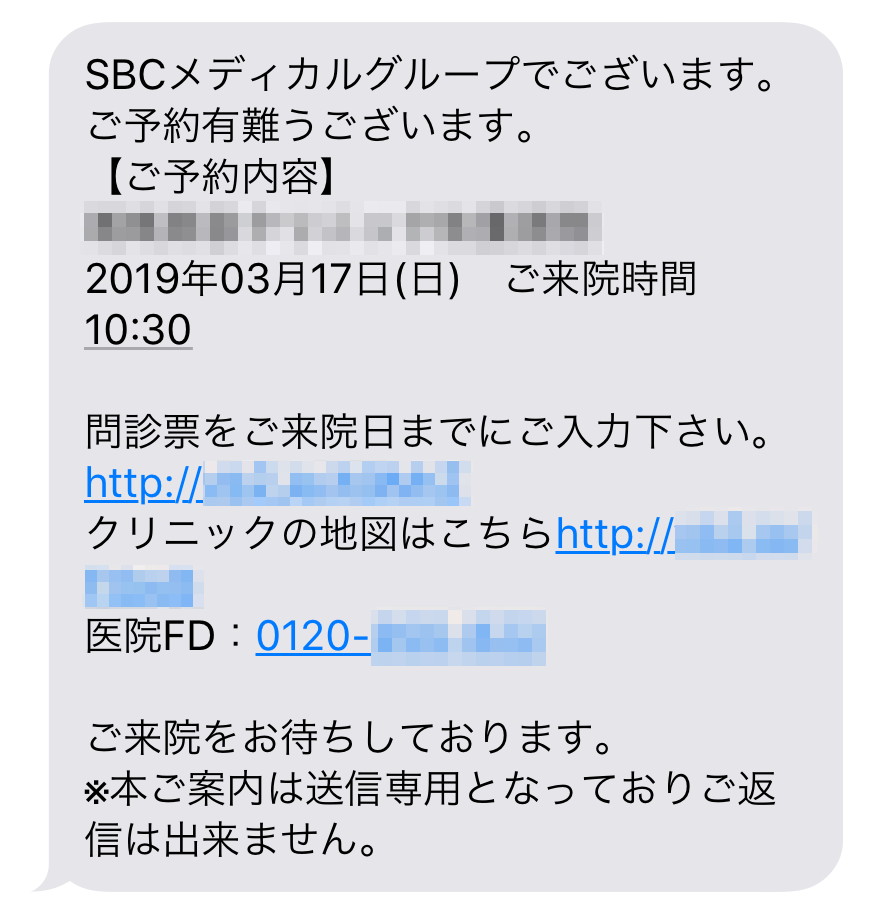 SBCメディカルグループでございます。
ご予約有難うございます。
【ご予約内容】
2019年03月17日(日)　ご来院時間
10:30
問診票をご来院日までにご入力下さい。
http://
クリニックの地図はこちらhttp://
医院FD：0120-
ご来院をお待ちしております。
※本ご案内は送信専用となっておりご返
信は出来ません。